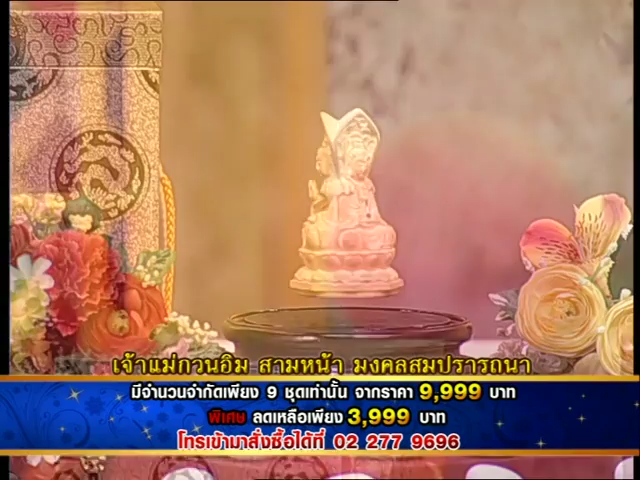 เจ้าแม่กวนอิม สามหน้า มงคลสมปรารถนา
มีจำนวนจำกัดเพียง 9 ชุดเท่านั้น จากราคา 9,999 บาท
พิเศษ ลดเหลือเพียง 3,999 บาท
โทรเข้ามาสั่งซื้อได้ที่ 02 277 9696